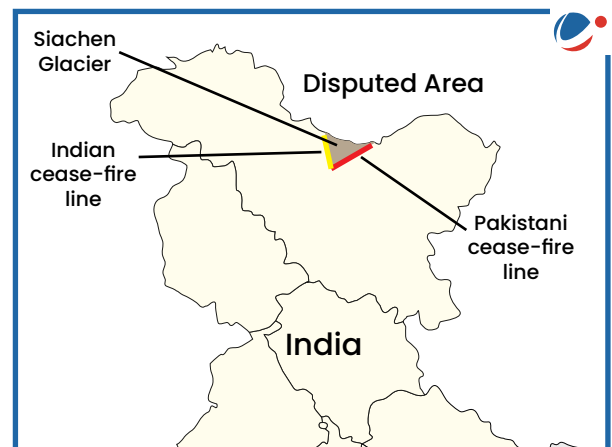 Siachen
Glacier
Disputed Area
Indian
cease-fire
line
Pakistani
cease-fire
line
India